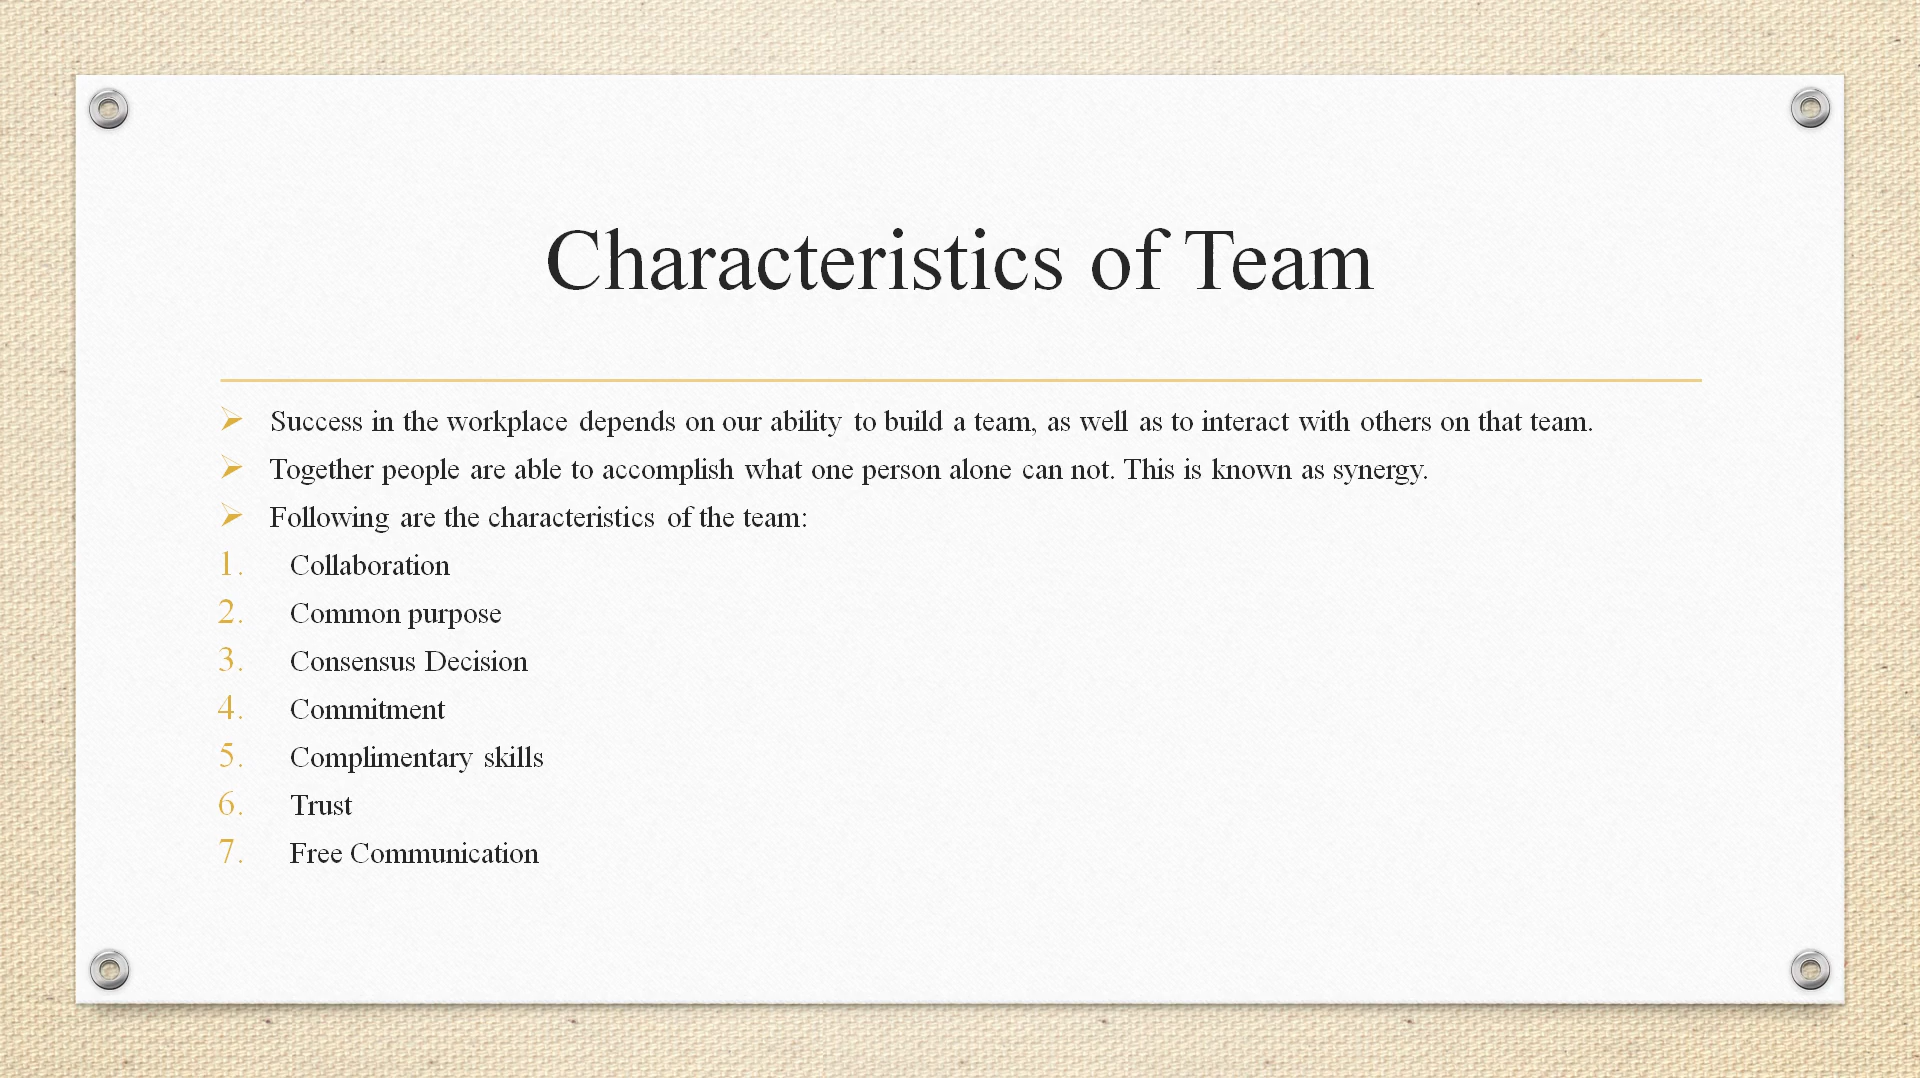 Characteristics of Team
➢ Success in the workplace depends on our ability to build a team, as well as to interact with others on that team.
➢ Together people are able to accomplish what one person alone can not. This is known as synergy.
➢ Following are the characteristics of the team:
1. Collaboration
2. Common purpose
3. Consensus Decision
4. Commitment
5. Complimentary skills
6. Trust
7. Free Communication